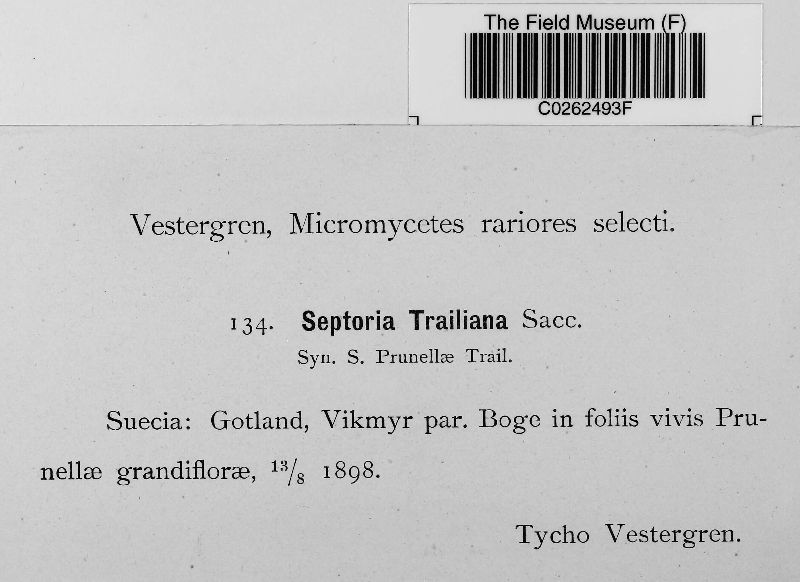 The Field Museum (F)
C0262493F
Vestergren, Micromycetes rariores selecti.
134. Septoria Trailiana Sacc.
Syn. S. Prunellæ Trail.
Suecia: Gotland, Vikmyr par. Boge in foliis vivis Pru-
nellæ grandifloræ, 13/8 1898.
Tycho Vestergren.